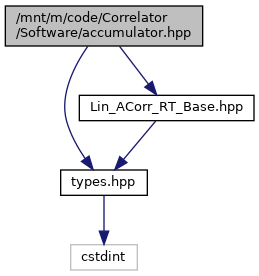 /mnt/m/code/Correlator
/Software/accumulator.hpp
Lin_ACorr_RT_Base.hpp
types.hpp
cstdint